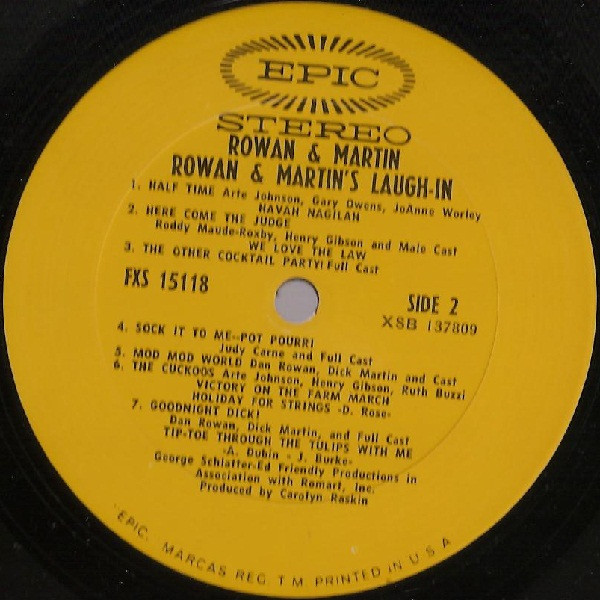 EPIC
STEREO
ROWAN & MARTIN
ROWAN & MARTIN'S LAUGH-IN
1. HALF TIME Arte Johnson, Gary Owens, JoAnne Worley
HAVAH NAGILAH
2. HERE COME THE JUDGE
Roddy Maude-Roxby, Henry Gibson and Male Cast
WE LOVE THE LAW
3. THE OTHER COCKTAIL PARTY! Full Cast
FXS 15118
SIDE 2
XSB 137809
4. SOCK IT TO ME--POT POURRI
Judy Carne and Full Cast
5. MOD MOD WORLD Dan Rowan, Dick Martin and Cast
6. THE CUCKOOS Arte Johnson, Henry Gibson, Ruth Buzzi
VICTORY ON THE FARM MARCH
HOLIDAY FOR STRINGS -D. Rose-
7. GOODNIGHT DICK!
Dan Rowan, Dick Martin, and Full Cast
TIP-TOE THROUGH THE TULIPS WITH ME
-A. Dubin - J. Burke-
George Schlatter-Ed Friendly Productions in
Association with Romart, Inc.
Produced by Carolyn Raskin
"EPIC", MARCAS REG. T M PRINTED IN U S A